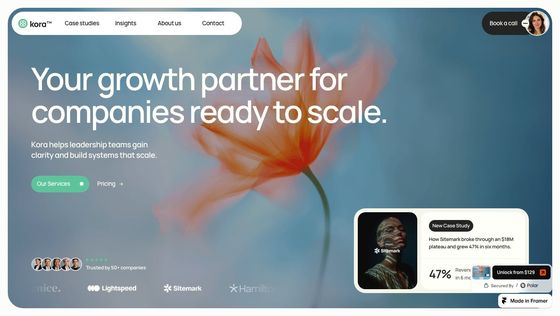 kora™
Case studies
Insights
About us
Contact
Book a call
Your growth partner for
companies ready to scale.
Kora helps leadership teams gain
clarity and build systems that scale.
Our Services
Pricing →
Trusted by 50+ companies
Lightspeed
Sitemark
Hamilton
Sitemark
New Case Study
How Sitemark broke through an $18M
plateau and grew 47% in six months.
47%
Unlock from $129
Secured By / Polar
Made in Framer